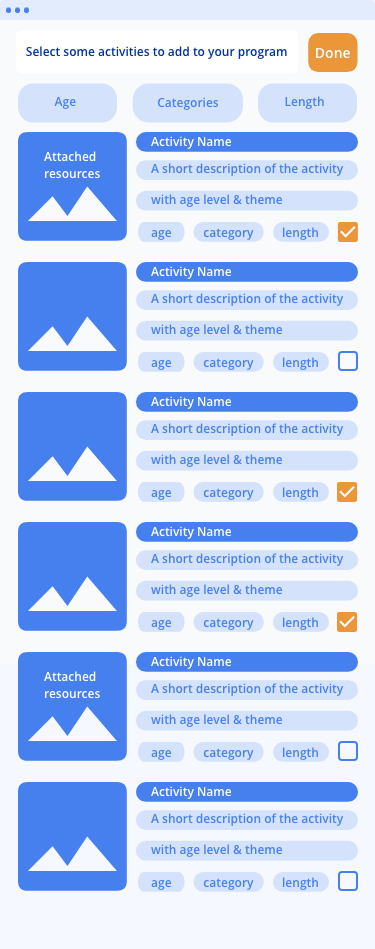 Select some activities to add to your program
Done
Age
Categories
Length
Attached
resources
Activity Name
A short description of the activity
with age level & theme
age
category
length
Activity Name
A short description of the activity
with age level & theme
age
category
length
Activity Name
A short description of the activity
with age level & theme
age
category
length
Activity Name
A short description of the activity
with age level & theme
age
category
length
Attached
resources
Activity Name
A short description of the activity
with age level & theme
age
category
length
Activity Name
A short description of the activity
with age level & theme
age
category
length